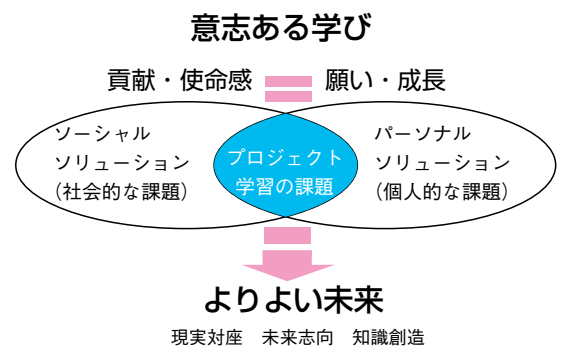 意志ある学び
貢献・使命感
願い・成長
ソーシャル
ソリューション
(社会的な課題)
プロジェクト
学習の課題
パーソナル
ソリューション
(個人的な課題)
よりよい未来
現実対座　未来志向　知識創造